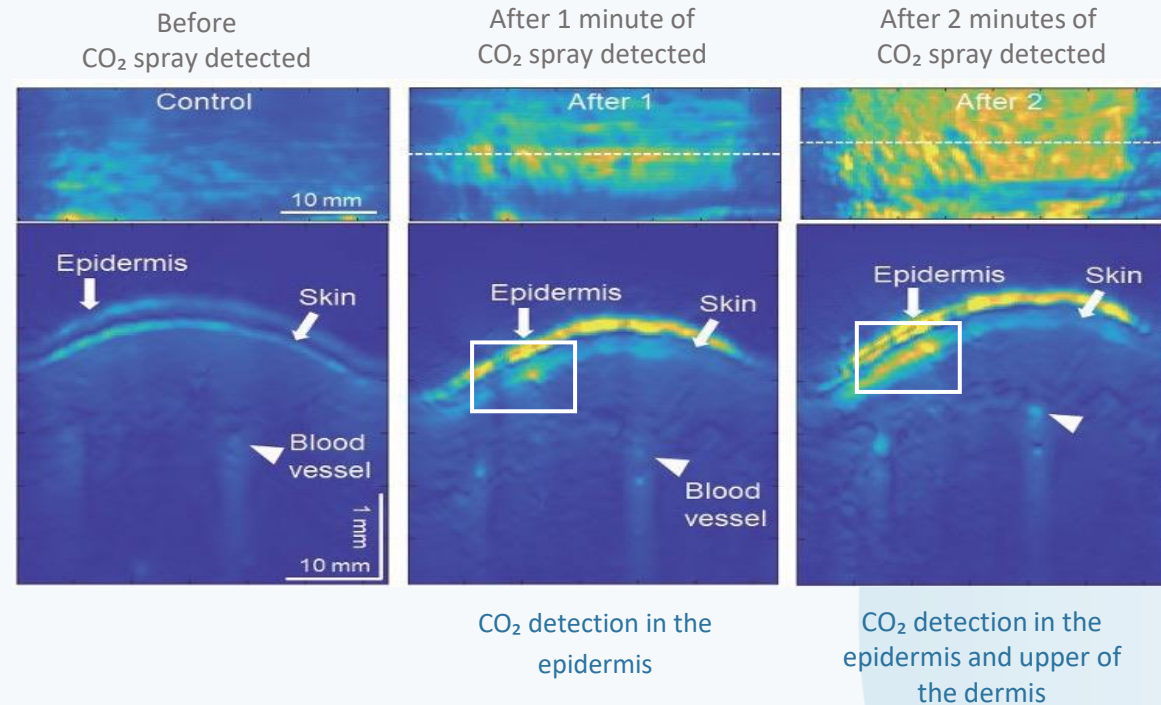 Before
CO₂ spray detected
After 1 minute of
CO₂ spray detected
After 2 minutes of
CO₂ spray detected
Control
10 mm
After 1
After 2
Epidermis
Skin
Blood
vessel
1 mm
10 mm
Epidermis
Skin
Blood
vessel
Epidermis
Skin
CO₂ detection in the
epidermis
CO₂ detection in the
epidermis and upper of
the dermis